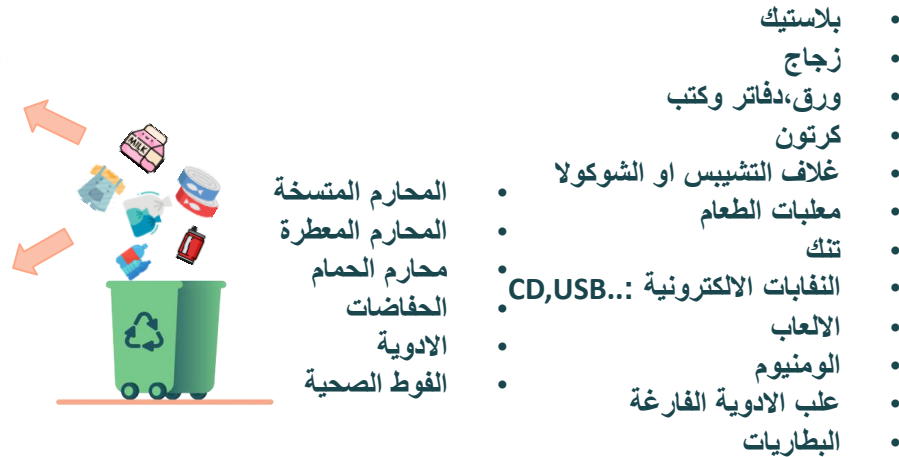 • بلاستيك
• زجاج
• ورق،دفاتر وكتب
• كرتون
• غلاف التشيبس او الشوكولا
• معلبات الطعام
• تنك
• النفابات الالكترونية :..CD,USB
• الالعاب
• الومنيوم
• علب الادوية الفارغة
• البطاريات
• المحارم المتسخة
• المحارم المعطرة
• محارم الحمام
• الحفاضات
• الادوية
• الفوط الصحية
MILK